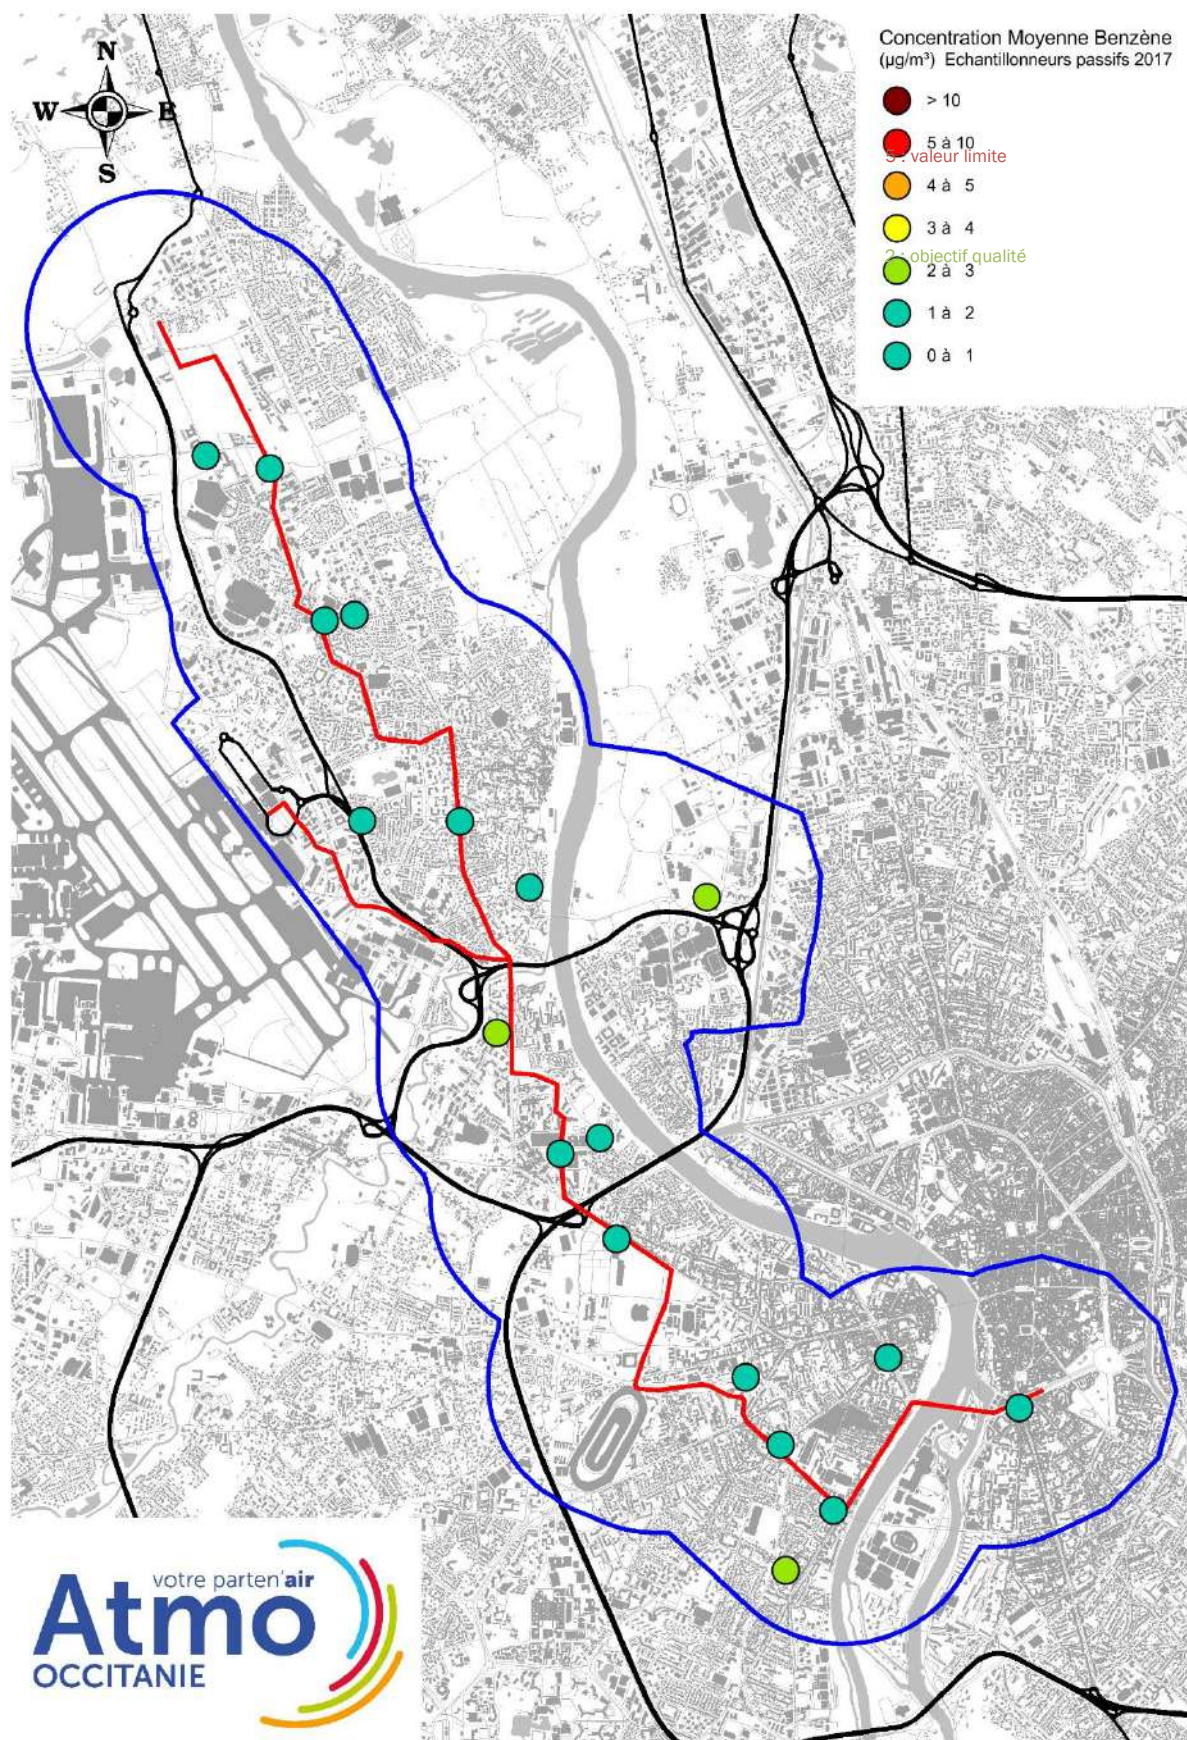 N
W E
S
Concentration Moyenne Benzène
(µg/m³) Echantillonneurs passifs 2017
> 10
5 à 10
5 : valeur limite
4 à 5
3 à 4
2 : objectif qualité
2 à 3
1 à 2
0 à 1
votre parten'air
Atmo
OCCITANIE